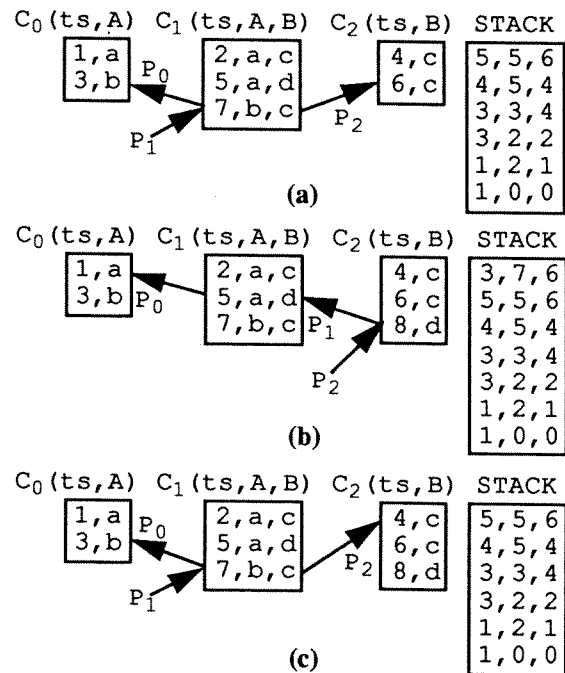 C₀(ts,A) C₁(ts,A,B) C₂(ts,B) STACK
1,a
3,b
P₀
2,a,c
5,a,d
7,b,c
P₁
4,c
6,c
P₂
5,5,6
4,5,4
3,3,4
3,2,2
1,2,1
1,0,0
(a)
C₀(ts,A) C₁(ts,A,B) C₂(ts,B) STACK
1,a
3,b
P₀
2,a,c
5,a,d
7,b,c
P₁
4,c
6,c
8,d
P₂
3,7,6
5,5,6
4,5,4
3,3,4
3,2,2
1,2,1
1,0,0
(b)
C₀(ts,A) C₁(ts,A,B) C₂(ts,B) STACK
1,a
3,b
P₀
2,a,c
5,a,d
7,b,c
P₁
4,c
6,c
8,d
P₂
5,5,6
4,5,4
3,3,4
3,2,2
1,2,1
1,0,0
(c)